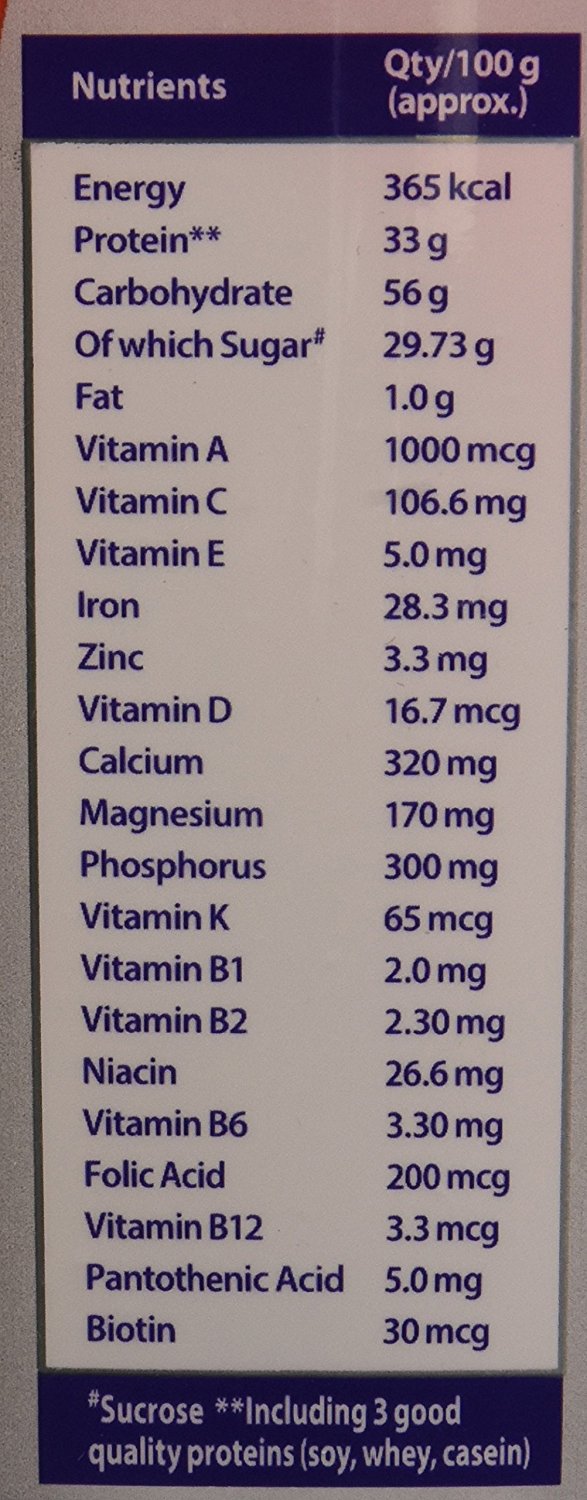 Nutrients Qty/100 g
(approx.)
Energy 365 kcal
Protein** 33 g
Carbohydrate 56 g
Of which Sugar# 29.73 g
Fat 1.0 g
Vitamin A 1000 mcg
Vitamin C 106.6 mg
Vitamin E 5.0 mg
Iron 28.3 mg
Zinc 3.3 mg
Vitamin D 16.7 mcg
Calcium 320 mg
Magnesium 170 mg
Phosphorus 300 mg
Vitamin K 65 mcg
Vitamin B1 2.0 mg
Vitamin B2 2.30 mg
Niacin 26.6 mg
Vitamin B6 3.30 mg
Folic Acid 200 mcg
Vitamin B12 3.3 mcg
Pantothenic Acid 5.0 mg
Biotin 30 mcg
#Sucrose **Including 3 good
quality proteins (soy, whey, casein)